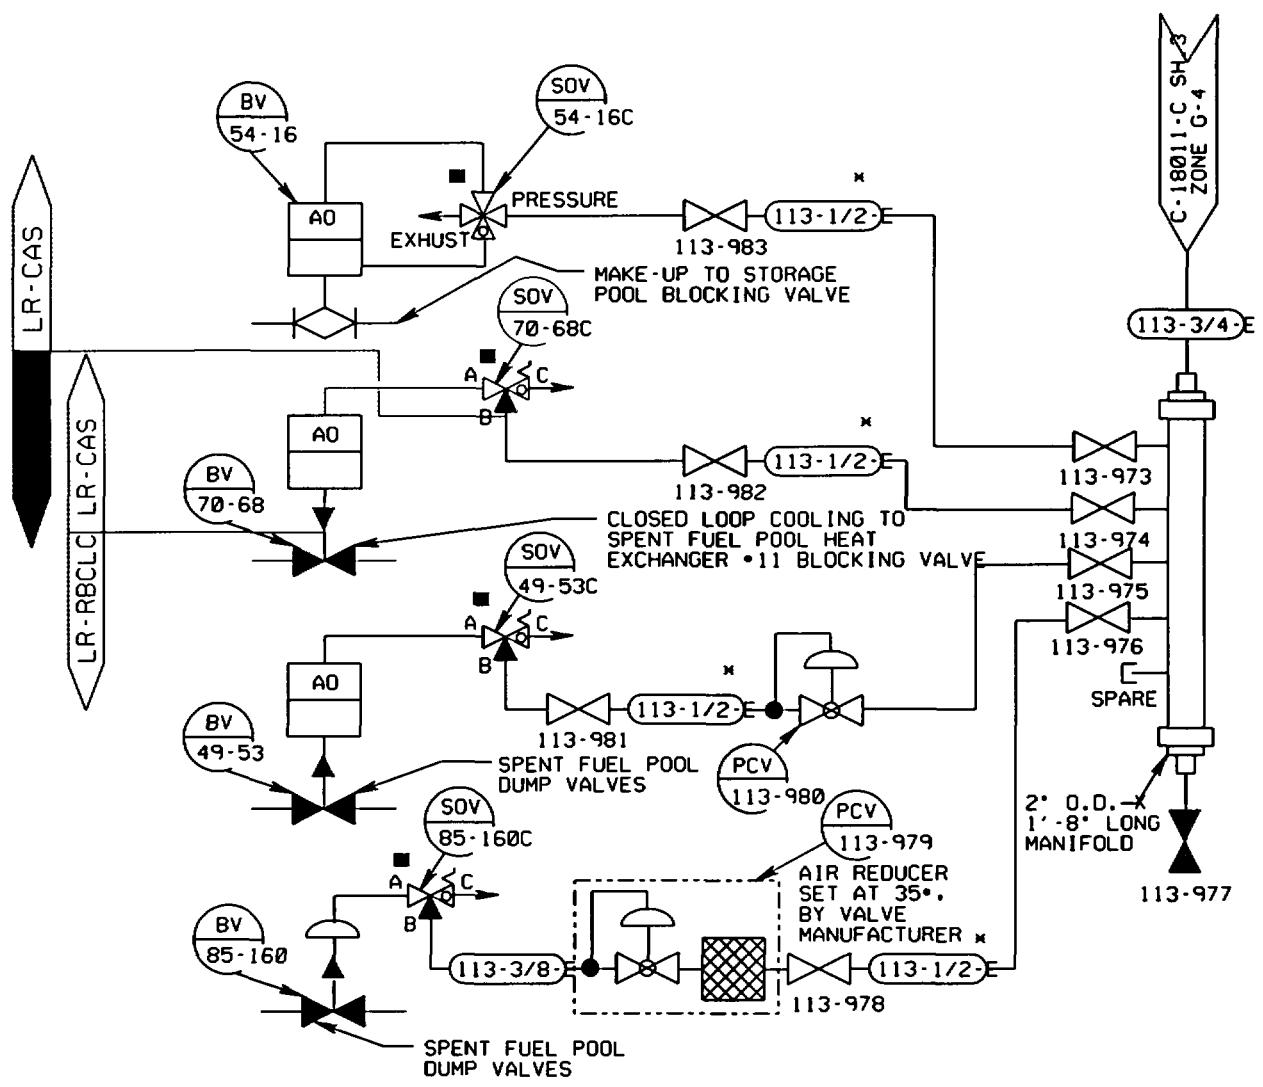 C-18011-C SH 3
ZONE G-4
BV
54-16
SOV
54-16C
PRESSURE
113-1/2-E
*
AO
EXHUST
113-983
LR-CAS
MAKE-UP TO STORAGE
POOL BLOCKING VALVE
113-3/4-E
SOV
70-68C
A
C
B
AO
*
113-1/2-E
113-982
113-973
BV
70-68
CLOSED LOOP COOLING TO
SPENT FUEL POOL HEAT
EXCHANGER •11 BLOCKING VALVE
113-974
113-975
LR-RBCLC LR-CAS
SOV
49-53C
A
C
B
AO
*
113-1/2-E
113-981
113-976
SPARE
BV
49-53
SPENT FUEL POOL
DUMP VALVES
PCV
113-980
SOV
85-160C
PCV
113-979
2" O.D.
1'-8" LONG
MANIFOLD
113-977
A
C
B
AIR REDUCER
SET AT 35•.
BY VALVE
MANUFACTURER *
BV
85-160
113-3/8-E
113-1/2-E
113-978
SPENT FUEL POOL
DUMP VALVES